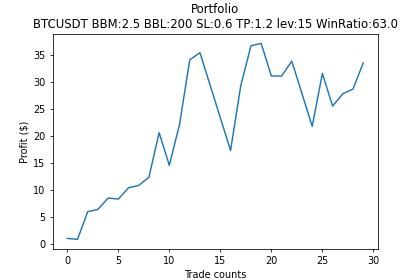 Portfolio
BTCUSDT BBM:2.5 BBL:200 SL:0.6 TP:1.2 lev:15 WinRatio:63.0
35
30
25
20
15
10
5
0
Profit ($)
0 5 10 15 20 25 30
Trade counts